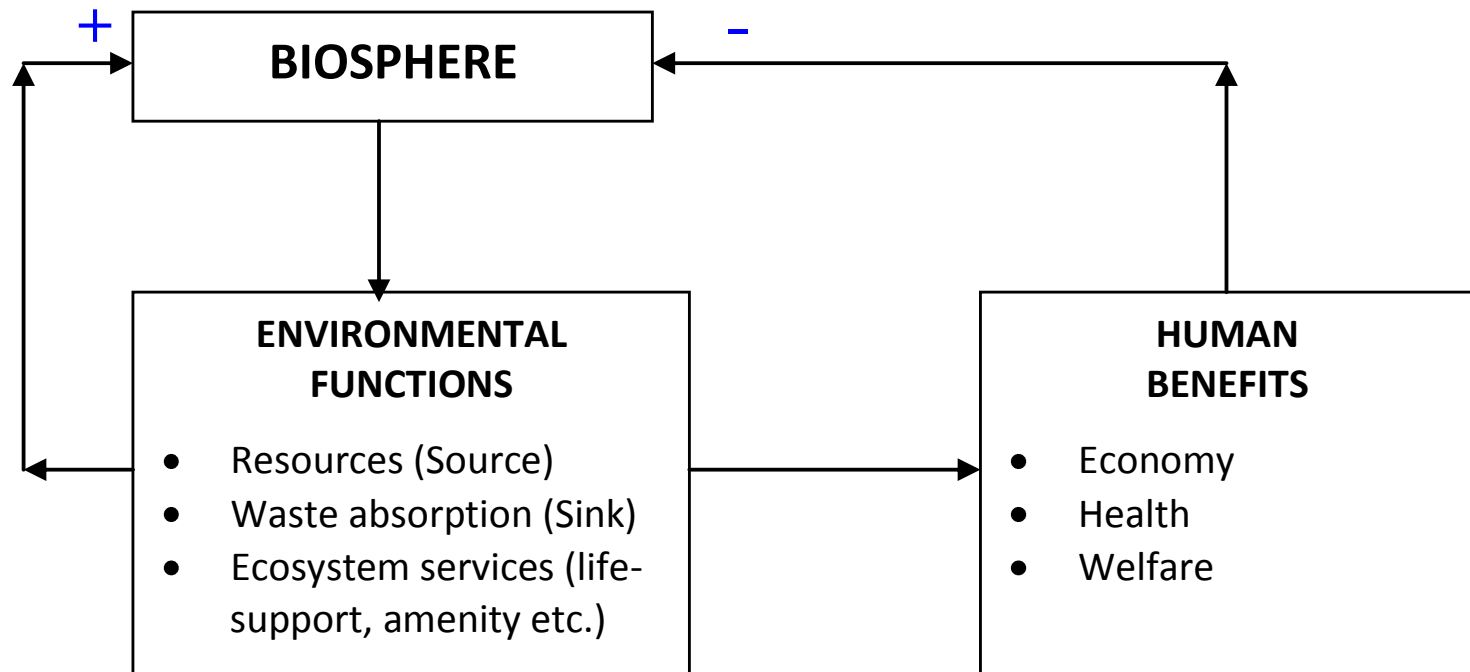 +
BIOSPHERE
-
ENVIRONMENTAL
FUNCTIONS
• Resources (Source)
• Waste absorption (Sink)
• Ecosystem services (life-
support, amenity etc.)
HUMAN
BENEFITS
• Economy
• Health
• Welfare